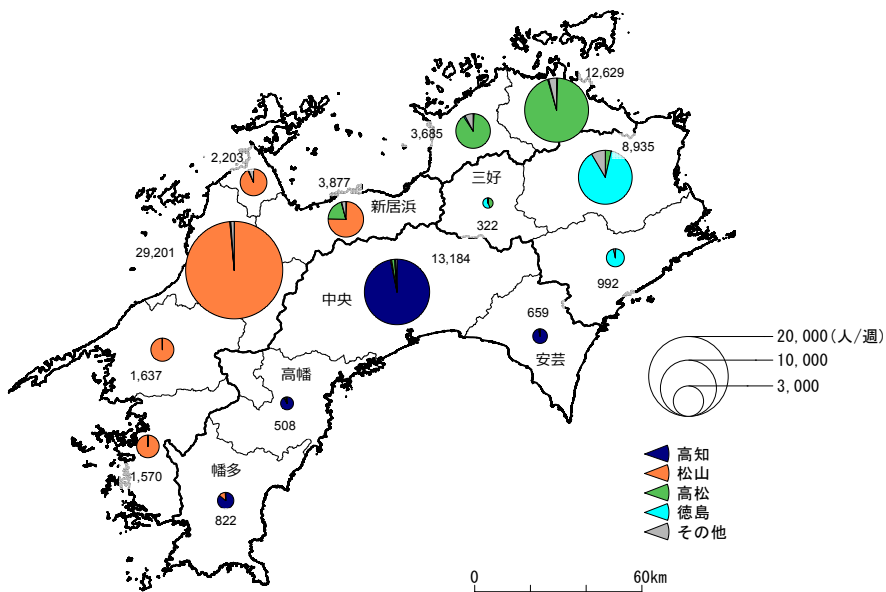 12,629
3,685
8,935
2,203
三好
3,877
新居浜
322
29,201
13,184
992
中央
659
安芸
1,637
高幡
508
1,570
幡多
822
20,000(人/週)
10,000
3,000
高知
松山
高松
徳島
その他
0 60km